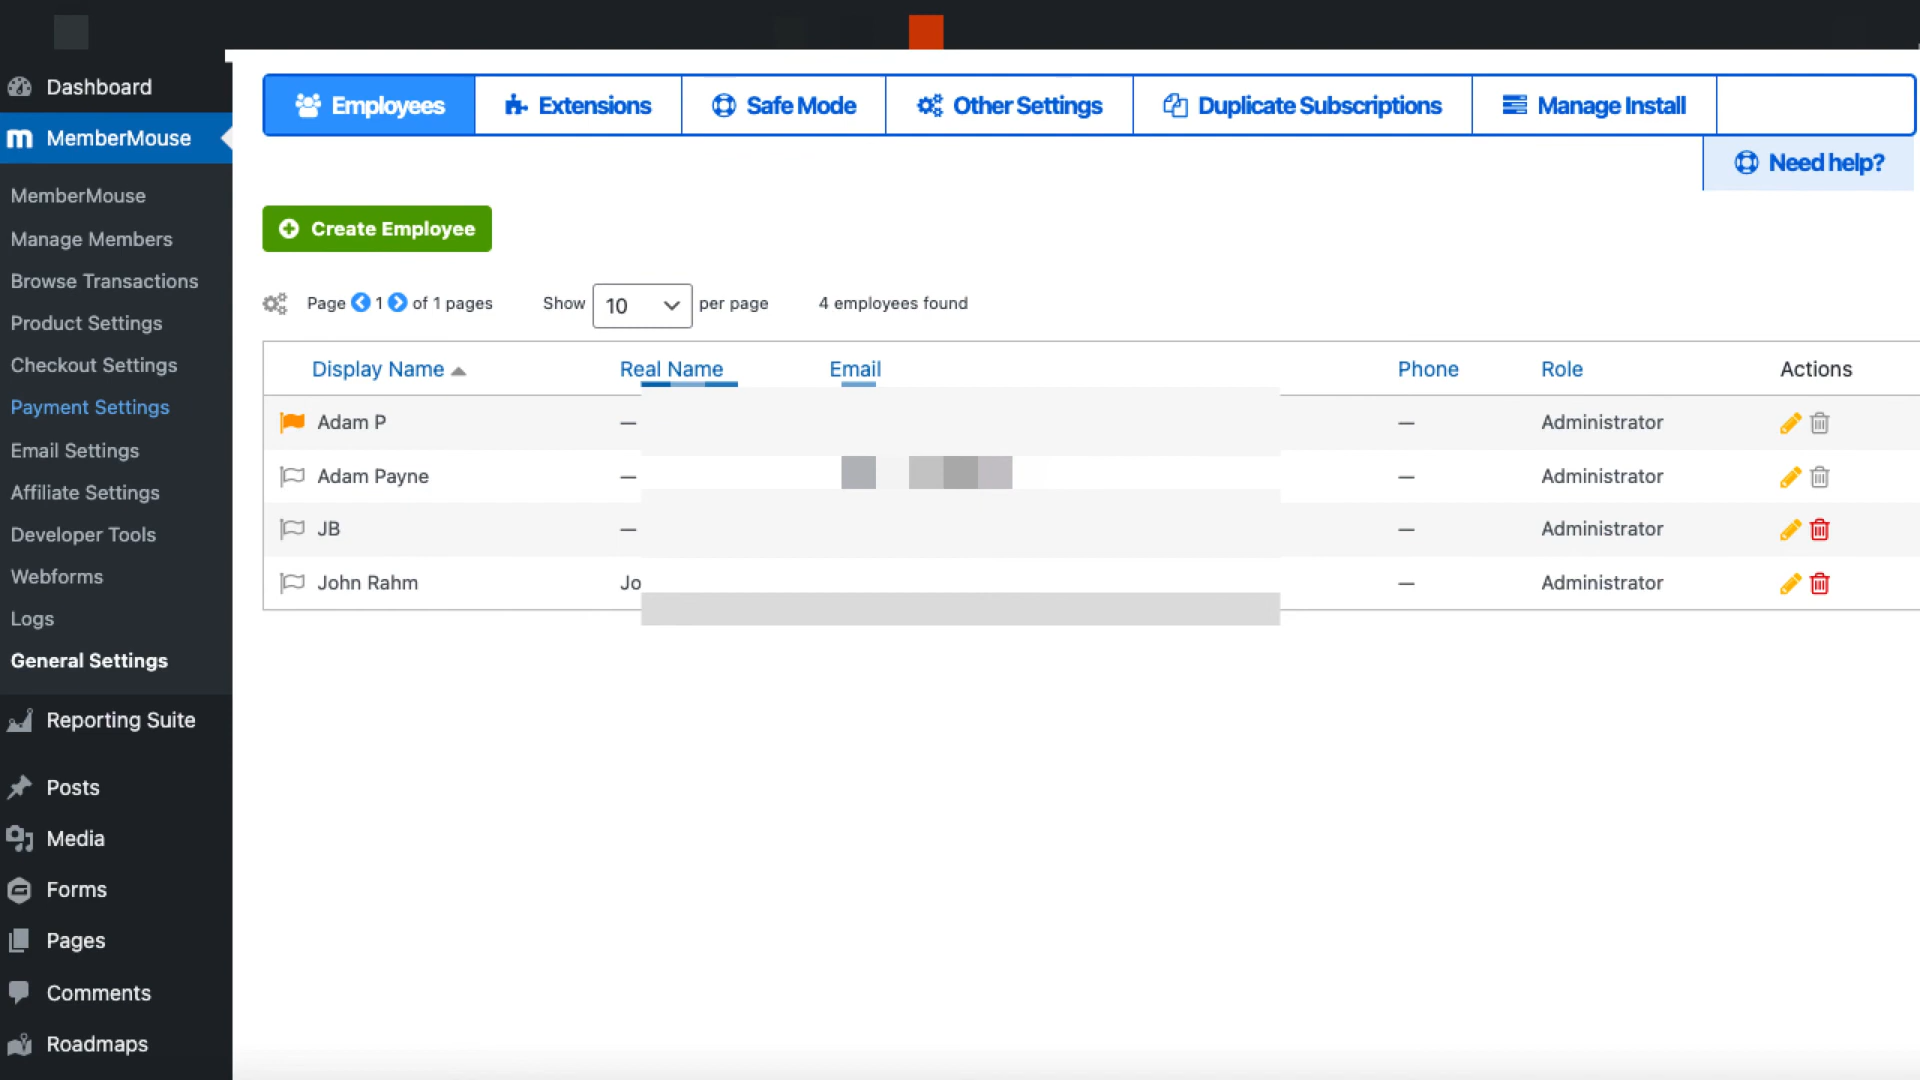 Dashboard
MemberMouse
MemberMouse
Manage Members
Browse Transactions
Product Settings
Checkout Settings
Payment Settings
Email Settings
Affiliate Settings
Developer Tools
Webforms
Logs
General Settings
Reporting Suite
Posts
Media
Forms
Pages
Comments
Roadmaps
Employees Extensions Safe Mode Other Settings Duplicate Subscriptions Manage Install
Need help?
Create Employee
Page 1 of 1 pages Show 10 per page 4 employees found
Display Name Real Name Email Phone Role Actions
Adam P — — Administrator
Adam Payne — — Administrator
JB — — Administrator
John Rahm Jo — Administrator